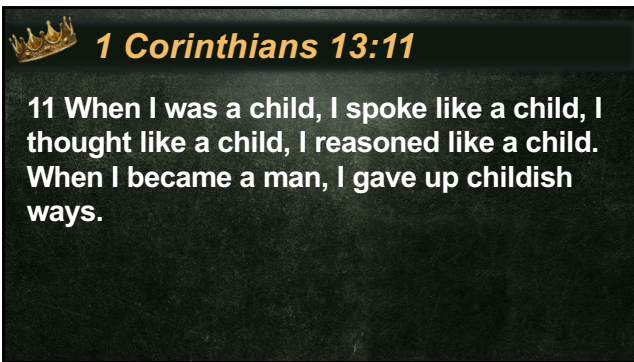 1 Corinthians 13:11
11 When I was a child, I spoke like a child, I
thought like a child, I reasoned like a child.
When I became a man, I gave up childish
ways.